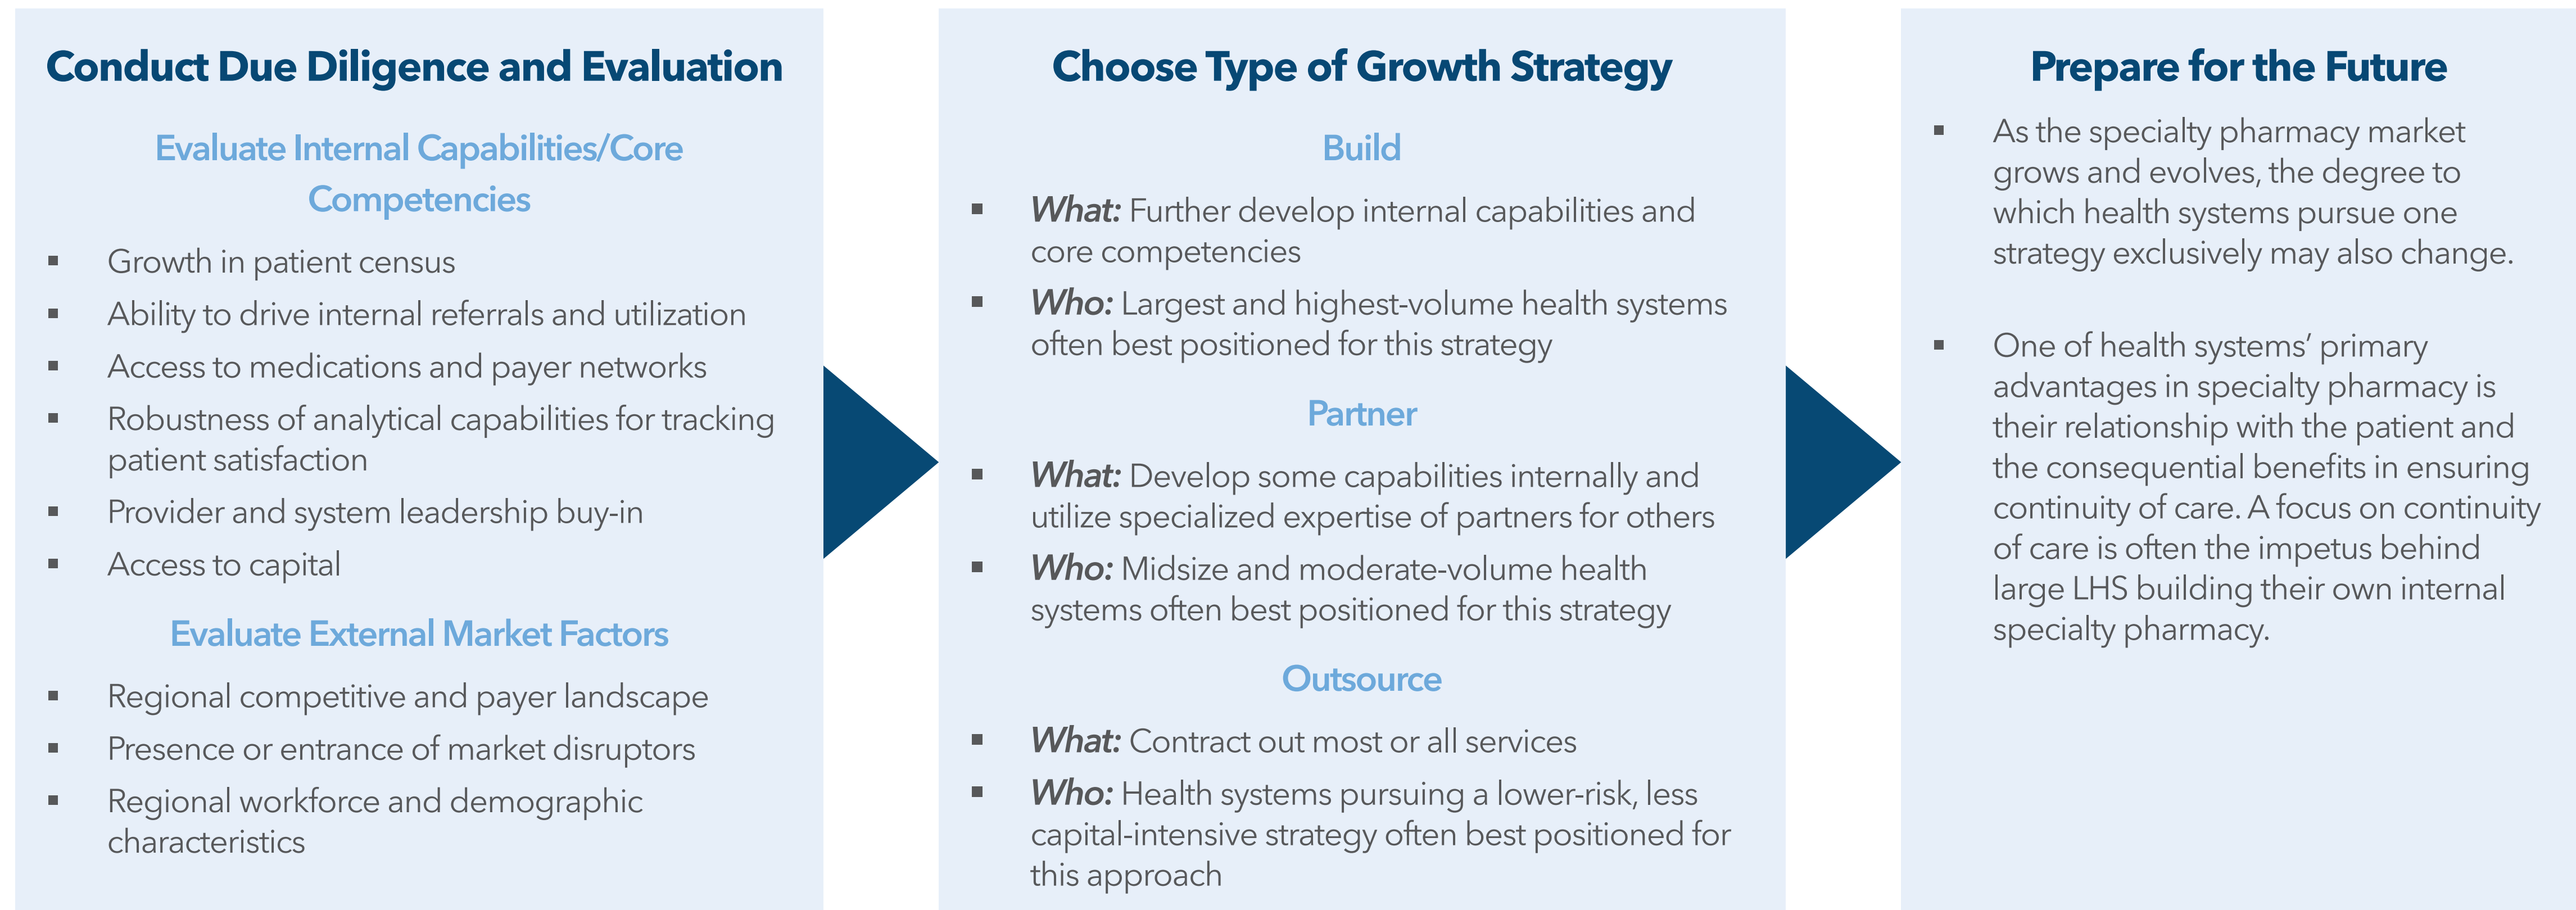 Conduct Due Diligence and Evaluation
Evaluate Internal Capabilities/Core
Competencies
▪ Growth in patient census
▪ Ability to drive internal referrals and utilization
▪ Access to medications and payer networks
▪ Robustness of analytical capabilities for tracking
patient satisfaction
▪ Provider and system leadership buy-in
▪ Access to capital
Evaluate External Market Factors
▪ Regional competitive and payer landscape
▪ Presence or entrance of market disruptors
▪ Regional workforce and demographic
characteristics
Choose Type of Growth Strategy
Build
▪ What: Further develop internal capabilities and
core competencies
▪ Who: Largest and highest-volume health systems
often best positioned for this strategy
Partner
▪ What: Develop some capabilities internally and
utilize specialized expertise of partners for others
▪ Who: Midsize and moderate-volume health
systems often best positioned for this strategy
Outsource
▪ What: Contract out most or all services
▪ Who: Health systems pursuing a lower-risk, less
capital-intensive strategy often best positioned for
this approach
Prepare for the Future
▪ As the specialty pharmacy market
grows and evolves, the degree to
which health systems pursue one
strategy exclusively may also change.
▪ One of health systems’ primary
advantages in specialty pharmacy is
their relationship with the patient and
the consequential benefits in ensuring
continuity of care. A focus on continuity
of care is often the impetus behind
large LHS building their own internal
specialty pharmacy.